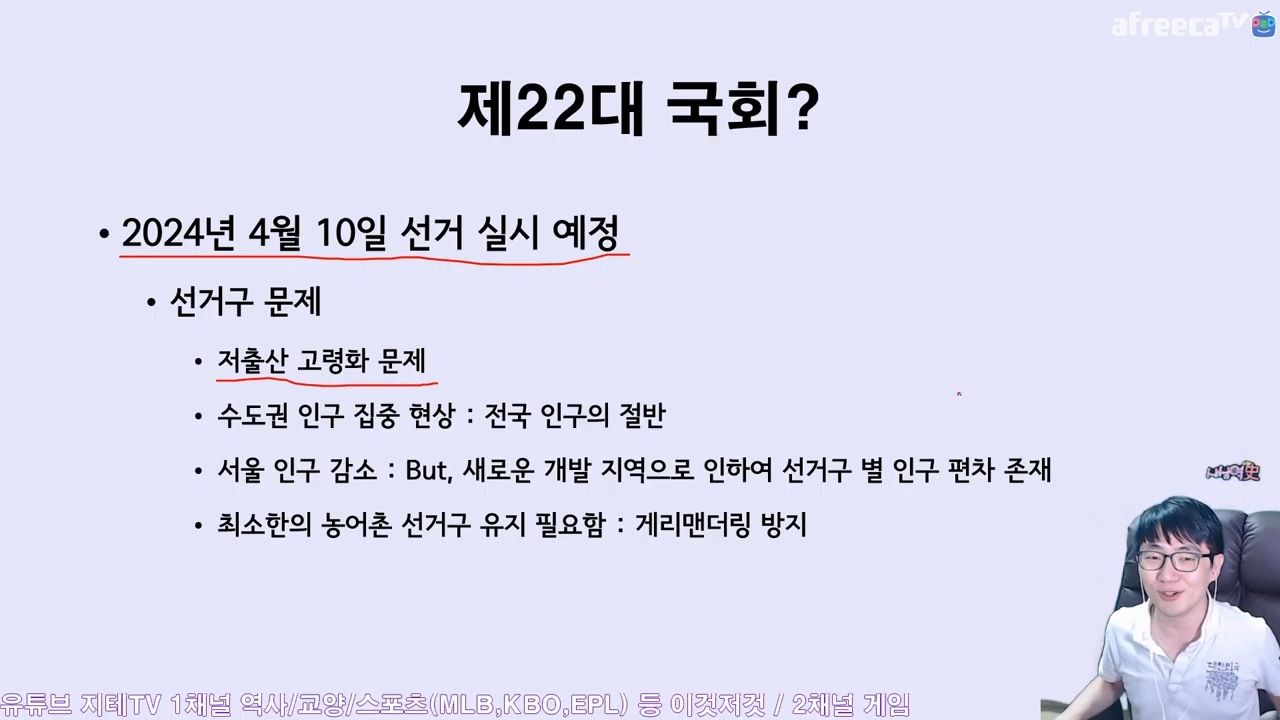 afreecaTV
제22대 국회?
• 2024년 4월 10일 선거 실시 예정
• 선거구 문제
• 저출산 고령화 문제
• 수도권 인구 집중 현상 : 전국 인구의 절반
• 서울 인구 감소 : But, 새로운 개발 지역으로 인하여 선거구 별 인구 편차 존재
• 최소한의 농어촌 선거구 유지 필요함 : 게리맨더링 방지
대한민국
유튜브 지테TV 1채널 역사/교양/스포츠(MLB,KBO,EPL) 등 이것저것 / 2채널 게임